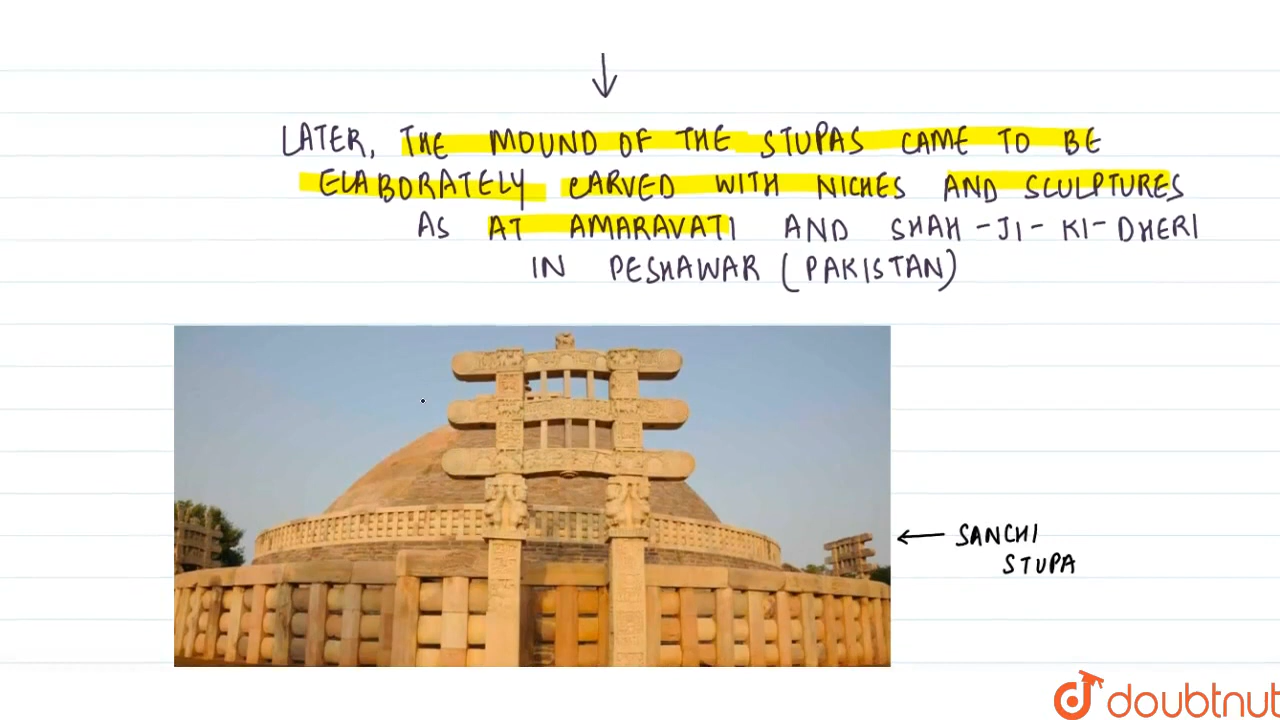 LATER, THE MOUND OF THE STUPAS CAME TO BE
ELABORATELY CARVED WITH NICHES AND SCULPTURES
AS AT AMARAVATI AND SHAH-JI-KI-DHERI
IN PESHAWAR (PAKISTAN)
← SANCHI
STUPA
doubtnut